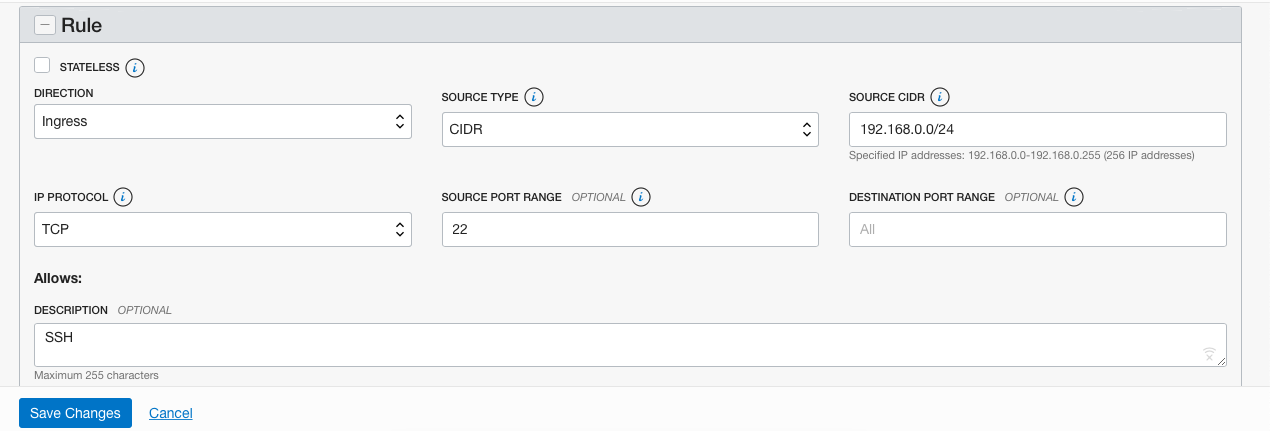 Rule
STATELESS i
DIRECTION
Ingress
SOURCE TYPE i
CIDR
SOURCE CIDR i
192.168.0.0/24
Specified IP addresses: 192.168.0.0-192.168.0.255 (256 IP addresses)
IP PROTOCOL i
TCP
SOURCE PORT RANGE OPTIONAL i
22
DESTINATION PORT RANGE OPTIONAL i
All
Allows:
DESCRIPTION OPTIONAL
SSH
Maximum 255 characters
Save Changes Cancel